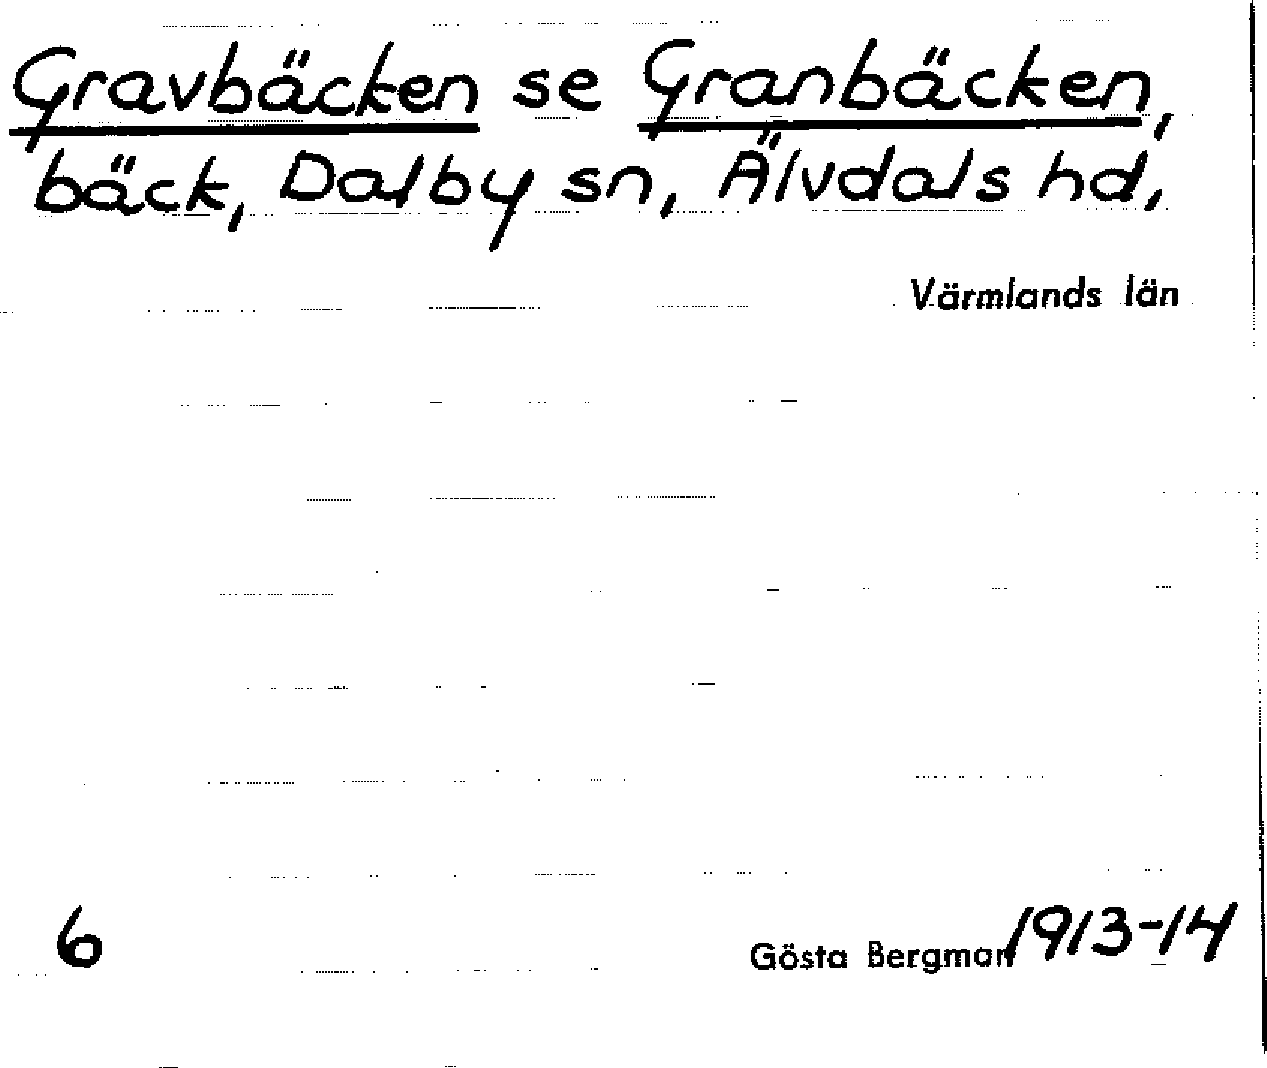 Gravbäcken se Granbäcken,
bäck, Dalby sn, Älvdals hd,
Värmlands län
6
Gösta Bergman 1913-14